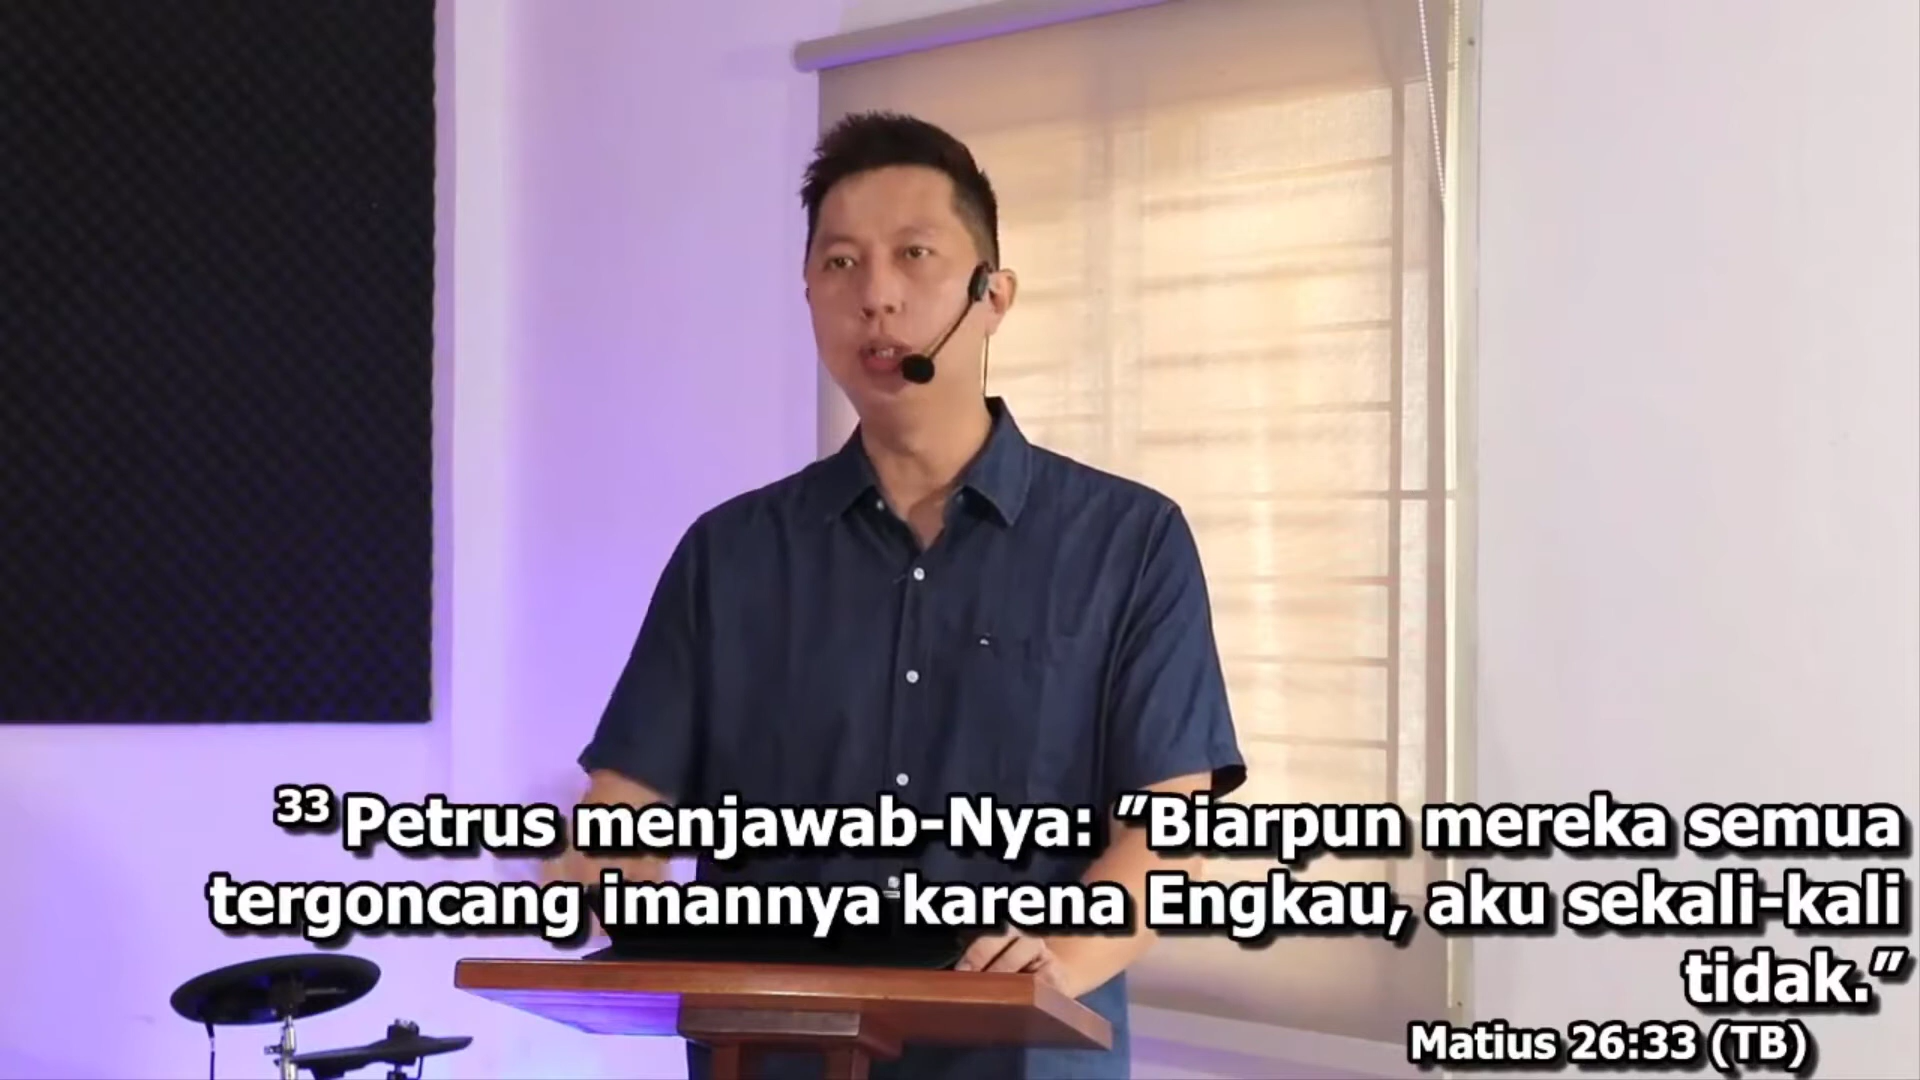 33 Petrus menjawab-Nya: ”Biarpun mereka semua
tergoncang imannya karena Engkau, aku sekali-kali
tidak.”
Matius 26:33 (TB)